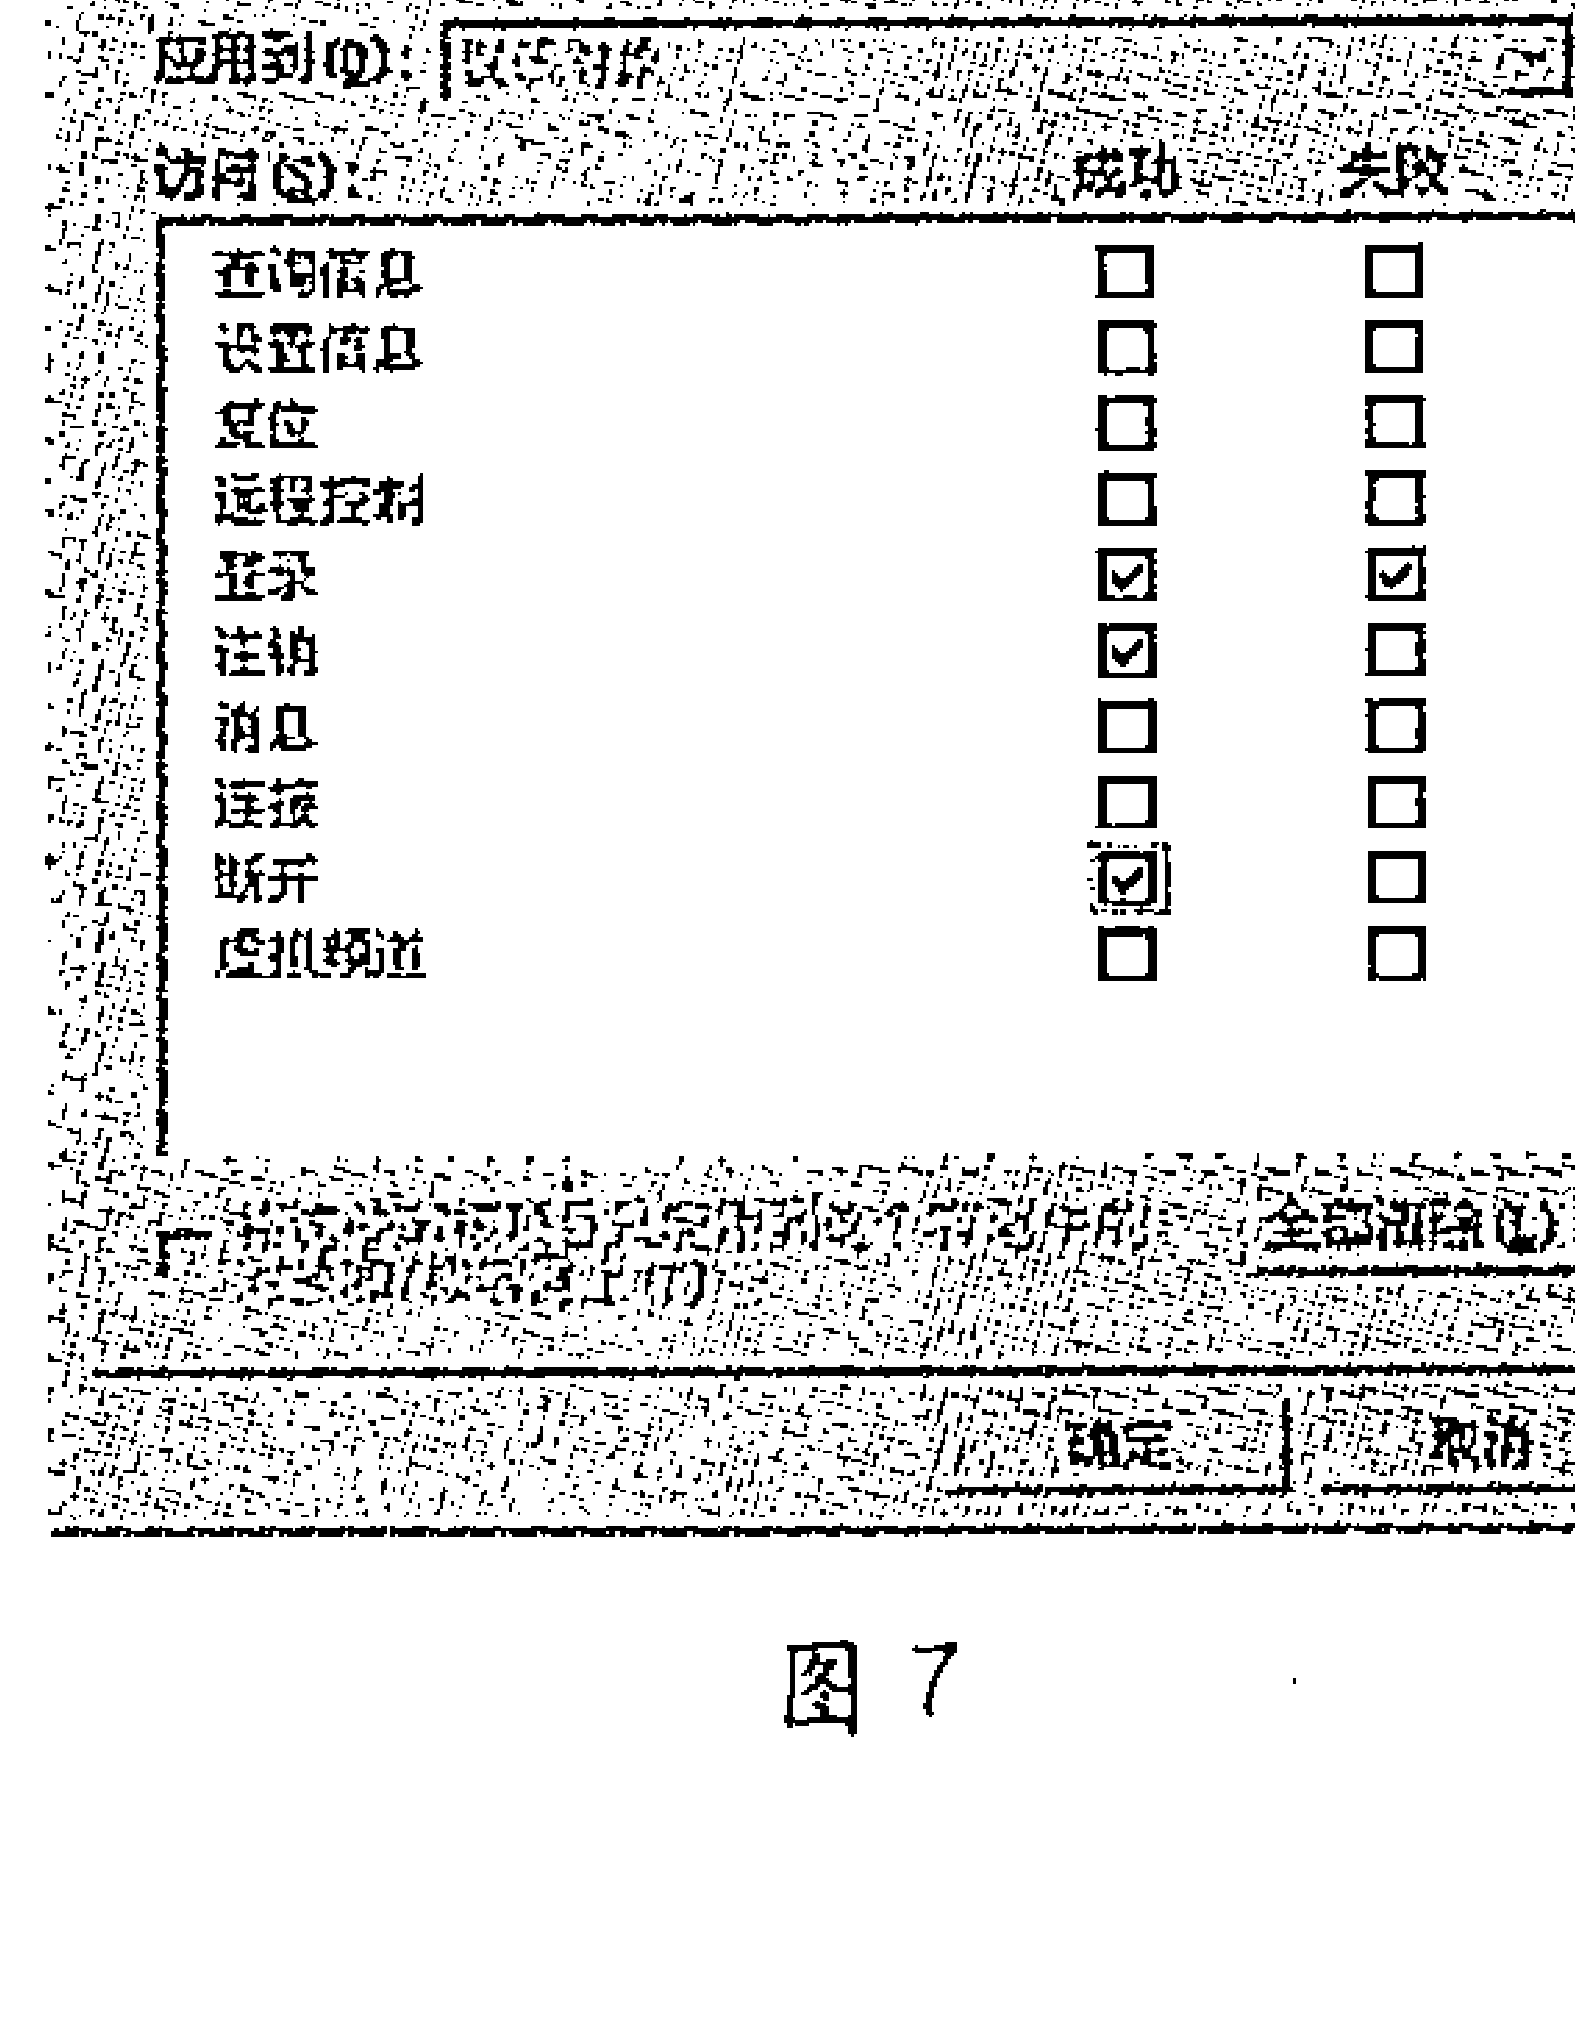 应用到(O):
访问(S): 成功 失败
查询信息
设置信息
复位
远程控制
登录
注销
消息
连接
断开
虚拟频道
全部清除(L)
确定 取消
图 7